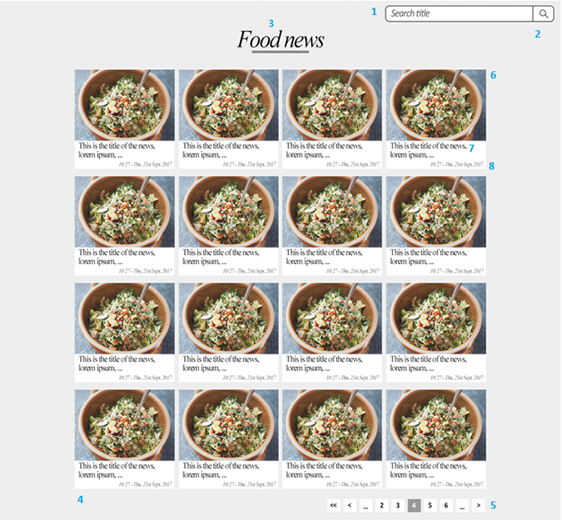 1 Search title
2
3
Food news
6
This is the title of the news, This is the title of the news, This is the title of the news, This is the title of the news, 7
lorem ipsum, ... lorem ipsum, ... lorem ipsum, ... lorem ipsum, ...
10:27 - Thu, 21st Sept, 2017 10:27 - Thu, 21st Sept, 2017 10:27 - Thu, 21st Sept, 2017 10:27 - Thu, 21st Sept, 2017 8
This is the title of the news, This is the title of the news, This is the title of the news, This is the title of the news,
lorem ipsum, ... lorem ipsum, ... lorem ipsum, ... lorem ipsum, ...
10:27 - Thu, 21st Sept, 2017 10:27 - Thu, 21st Sept, 2017 10:27 - Thu, 21st Sept, 2017 10:27 - Thu, 21st Sept, 2017
This is the title of the news, This is the title of the news, This is the title of the news, This is the title of the news,
lorem ipsum, ... lorem ipsum, ... lorem ipsum, ... lorem ipsum, ...
10:27 - Thu, 21st Sept, 2017 10:27 - Thu, 21st Sept, 2017 10:27 - Thu, 21st Sept, 2017 10:27 - Thu, 21st Sept, 2017
This is the title of the news, This is the title of the news, This is the title of the news, This is the title of the news,
lorem ipsum, ... lorem ipsum, ... lorem ipsum, ... lorem ipsum, ...
10:27 - Thu, 21st Sept, 2017 10:27 - Thu, 21st Sept, 2017 10:27 - Thu, 21st Sept, 2017 10:27 - Thu, 21st Sept, 2017
4
<< < ... 2 3 4 5 6 ... > 5